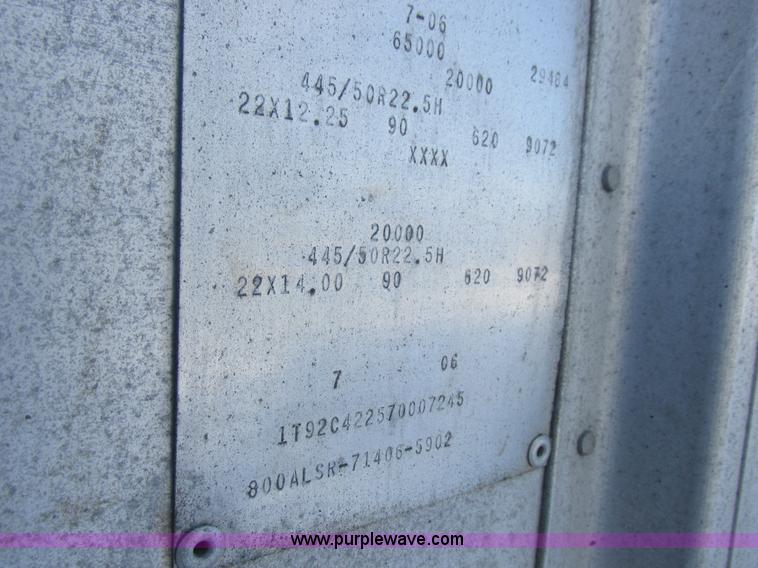 7-06
65000
20000 29484
445/50R22.5H
22X12.25 90 620 9072
XXXX
20000
445/50R22.5H
22X14.00 90 620 9072
7 06
1T92C422570007245
800ALSR-71406-5902
www.purplewave.com